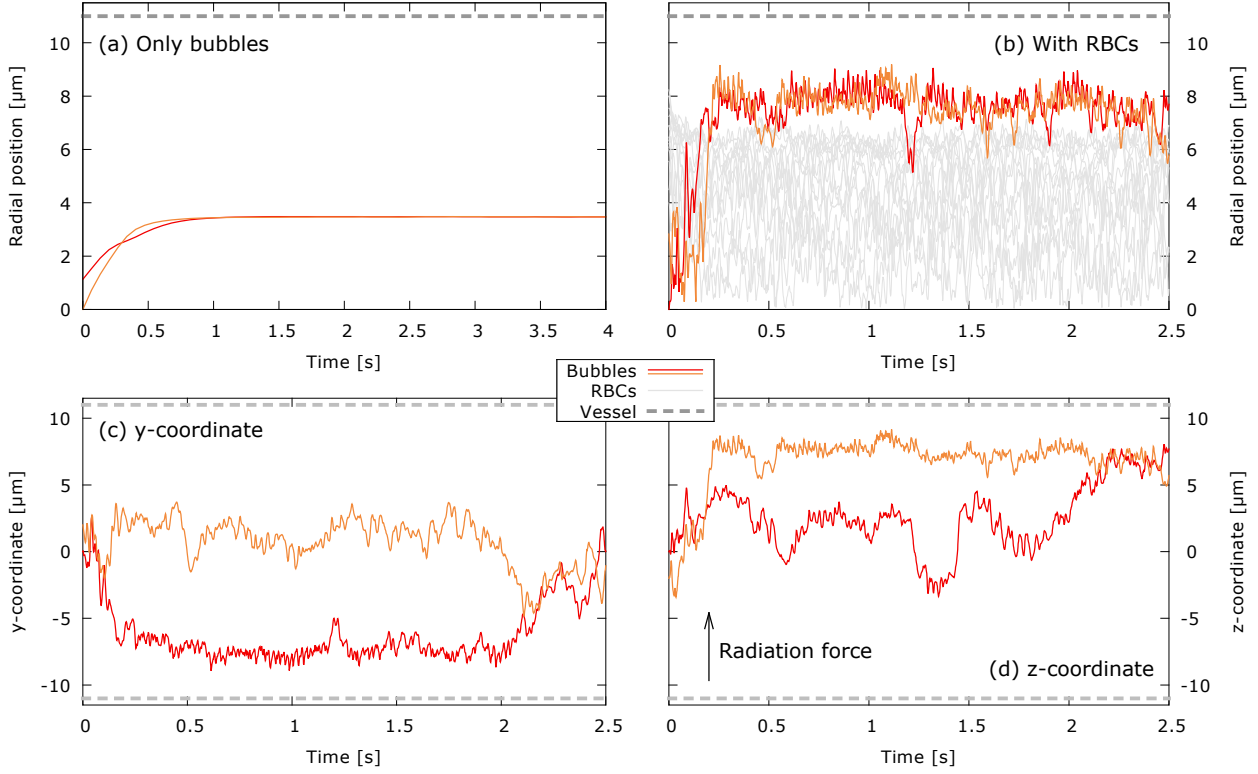 (a) Only bubbles
Radial position [µm]
0
2
4
6
8
10
0 0.5 1 1.5 2 2.5 3 3.5 4
Time [s]
(b) With RBCs
Radial position [µm]
0
2
4
6
8
10
0 0.5 1 1.5 2 2.5
Time [s]
Bubbles
RBCs
Vessel
(c) y-coordinate
y-coordinate [µm]
10
5
0
-5
-10
0 0.5 1 1.5 2 2.5
Time [s]
Radiation force
(d) z-coordinate
z-coordinate [µm]
10
5
0
-5
-10
0 0.5 1 1.5 2 2.5
Time [s]